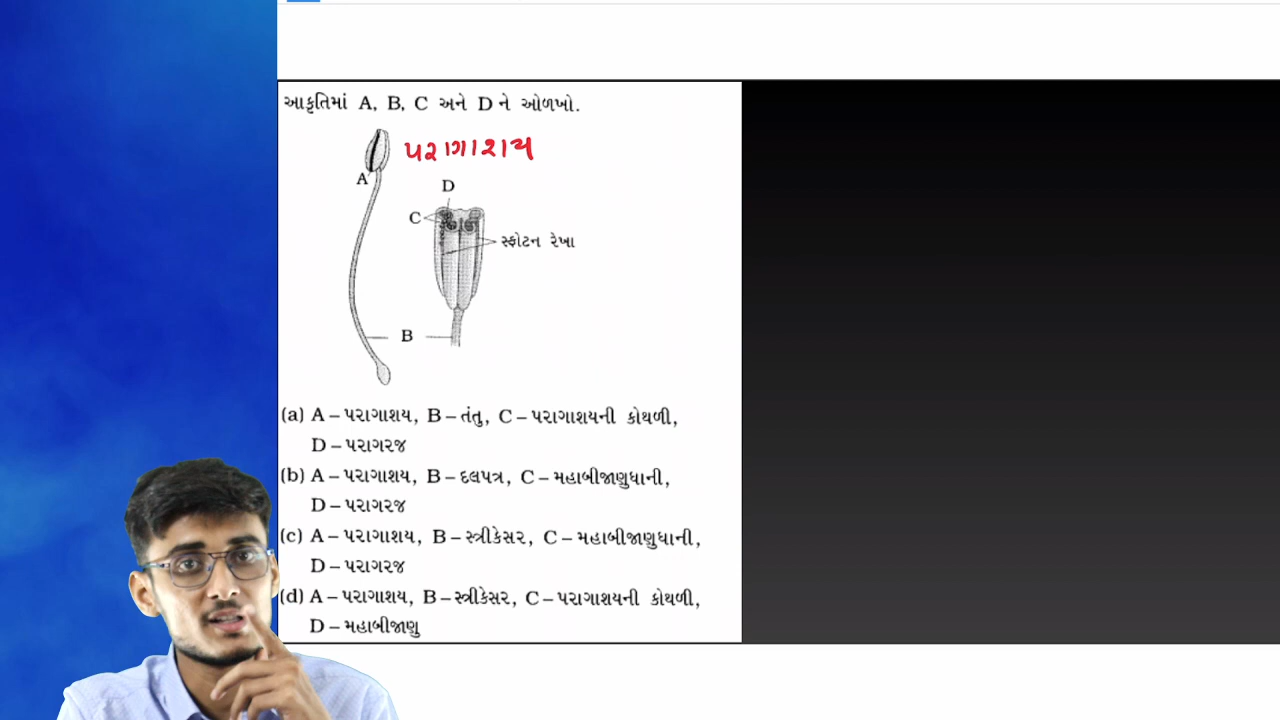 આકૃતિમાં A, B, C અને D ને ઓળખો.
પરાગાશય
A
D
C
સ્ફોટન રેખા
B
(a) A – પરાગાશય, B – તંતુ, C – પરાગાશયની કોથળી,
D – પરાગરજ
(b) A – પરાગાશય, B – દલપત્ર, C – મહાબીજાણુધાની,
D – પરાગરજ
(c) A – પરાગાશય, B – સ્ત્રીકેસર, C – મહાબીજાણુધાની,
D – પરાગરજ
(d) A – પરાગાશય, B – સ્ત્રીકેસર, C – પરાગાશયની કોથળી,
D – મહાબીજાણુ